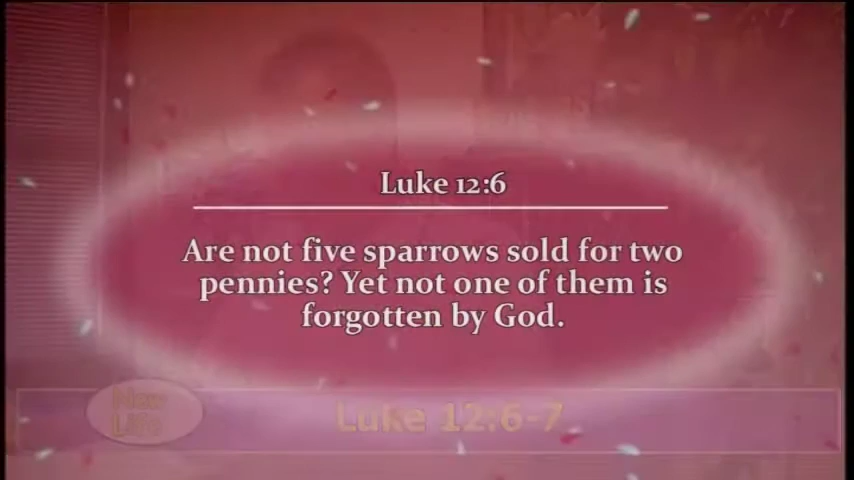 Luke 12:6
Are not five sparrows sold for two
pennies? Yet not one of them is
forgotten by God.
New
Life
Luke 12:6-7